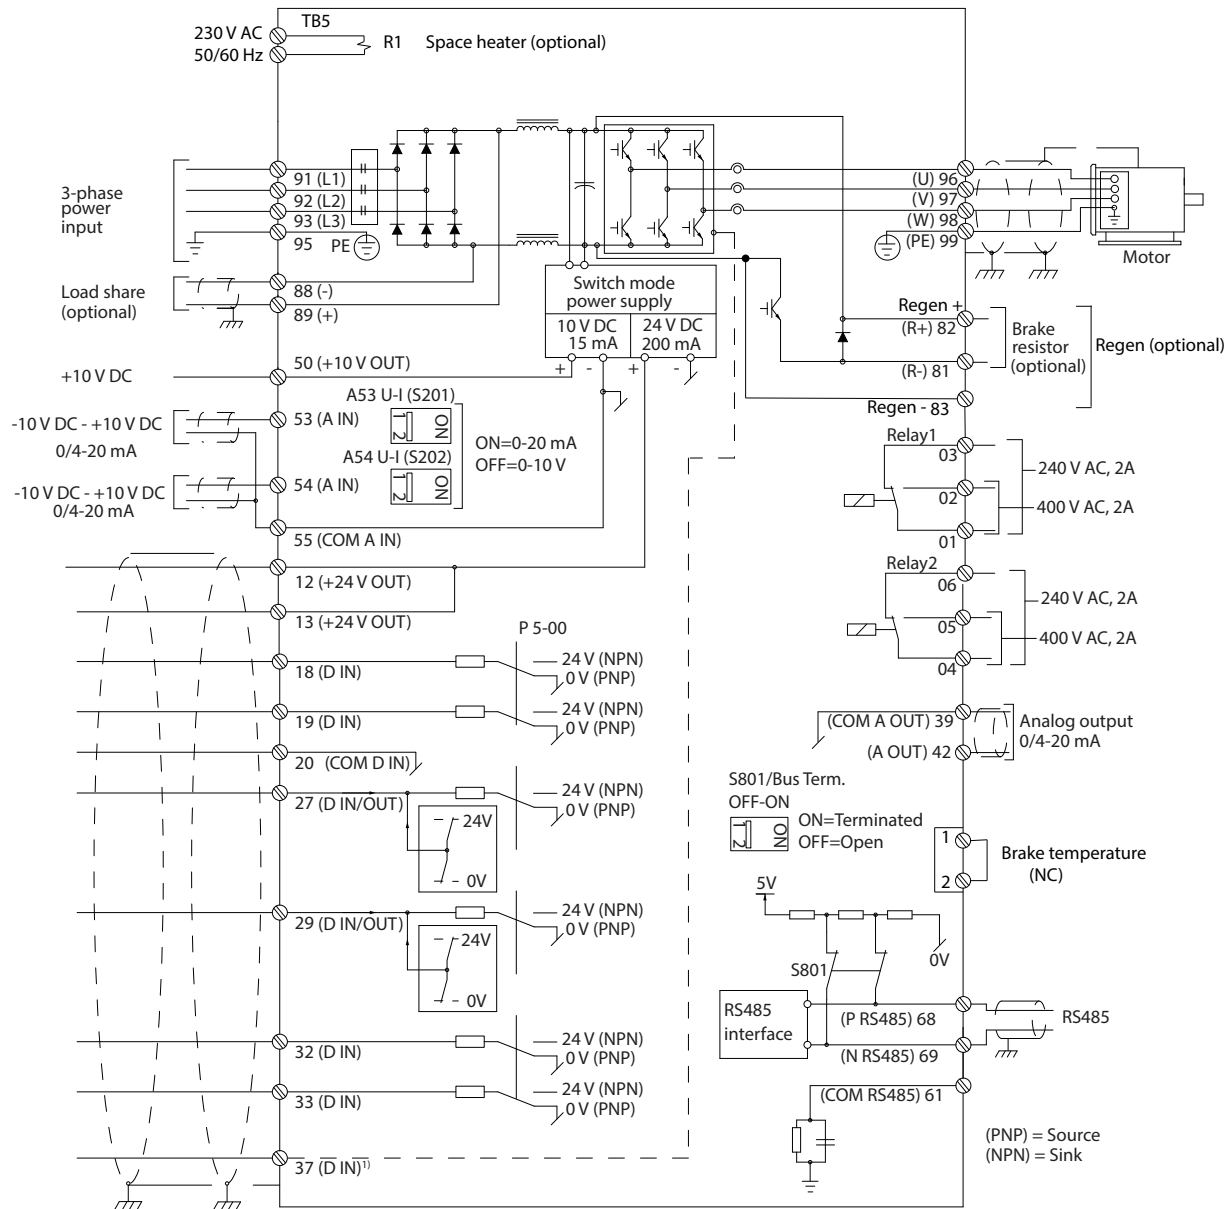 TB5
230 V AC
50/60 Hz
R1
Space heater (optional)
3-phase
power
input
91 (L1)
92 (L2)
93 (L3)
95
PE
(U) 96
(V) 97
(W) 98
(PE) 99
Motor
Load share
(optional)
88 (-)
89 (+)
Switch mode
power supply
10 V DC
15 mA
24 V DC
200 mA
+
-
+
-
Regen +
(R+) 82
(R-) 81
Regen - 83
Brake
resistor
(optional)
Regen (optional)
+10 V DC
50 (+10 V OUT)
-10 V DC - +10 V DC
0/4-20 mA
53 (A IN)
A53 U-I (S201)
1
2
ON
A54 U-I (S202)
1
2
ON
ON=0-20 mA
OFF=0-10 V
-10 V DC - +10 V DC
0/4-20 mA
54 (A IN)
55 (COM A IN)
12 (+24 V OUT)
13 (+24 V OUT)
Relay1
03
02
01
240 V AC, 2A
400 V AC, 2A
Relay2
06
05
04
240 V AC, 2A
400 V AC, 2A
P 5-00
18 (D IN)
24 V (NPN)
0 V (PNP)
19 (D IN)
24 V (NPN)
0 V (PNP)
20 (COM D IN)
27 (D IN/OUT)
24 V (NPN)
0 V (PNP)
24V
0V
29 (D IN/OUT)
24 V (NPN)
0 V (PNP)
24V
0V
32 (D IN)
24 V (NPN)
0 V (PNP)
33 (D IN)
24 V (NPN)
0 V (PNP)
37 (D IN)1)
(COM A OUT) 39
(A OUT) 42
Analog output
0/4-20 mA
S801/Bus Term.
OFF-ON
1
2
ON
ON=Terminated
OFF=Open
1
2
Brake temperature
(NC)
5V
0V
S801
RS485
interface
(P RS485) 68
(N RS485) 69
RS485
(COM RS485) 61
(PNP) = Source
(NPN) = Sink